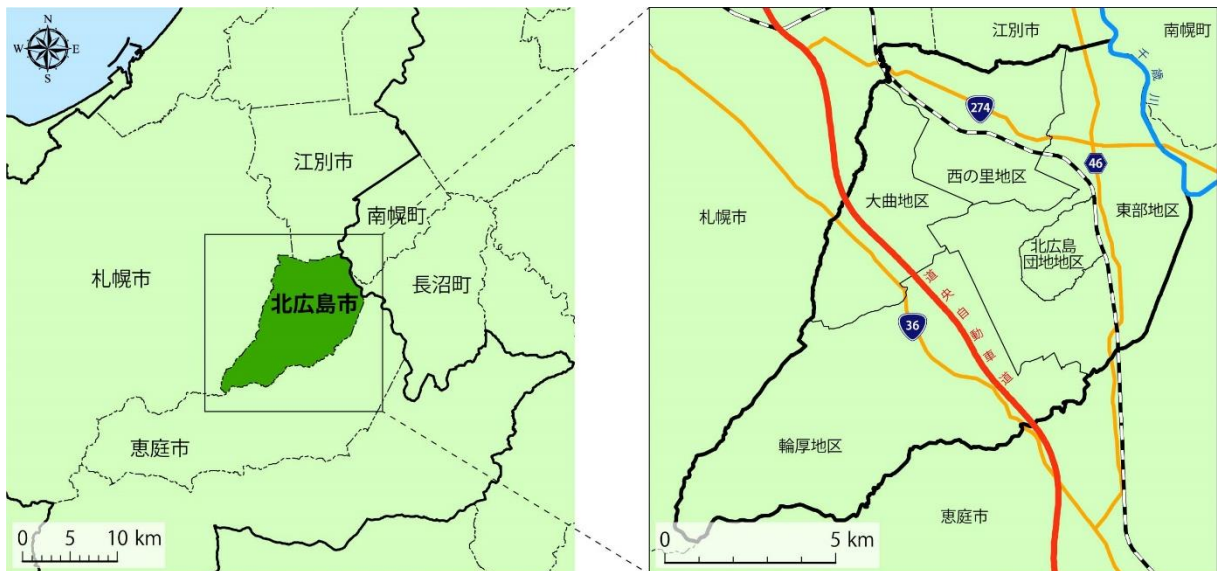 N
W E
S
江別市
南幌町
札幌市
北広島市
長沼町
恵庭市
0 5 10 km
江別市
南幌町
千歳川
274
46
西の里地区
大曲地区
東部地区
札幌市
北広島
団地地区
道央自動車道
36
輪厚地区
恵庭市
0 5 km